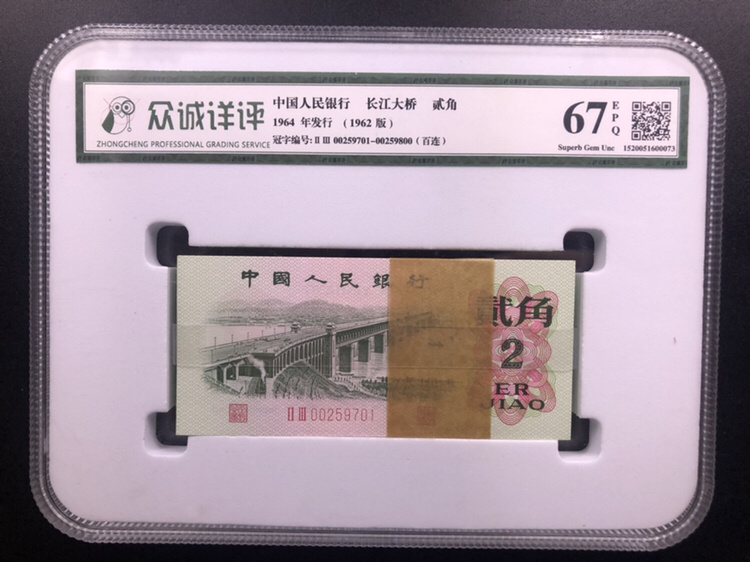 众诚详评
ZHONGCHENG PROFESSIONAL GRADING SERVICE
中国人民银行 长江大桥 贰角
1964 年发行 (1962 版)
冠字编号: II III 00259701-00259800 (百连)
67 EPQ
Superb Gem Unc
1520051600073
中國人民銀行
贰角
2
ER
JIAO
II III 00259701